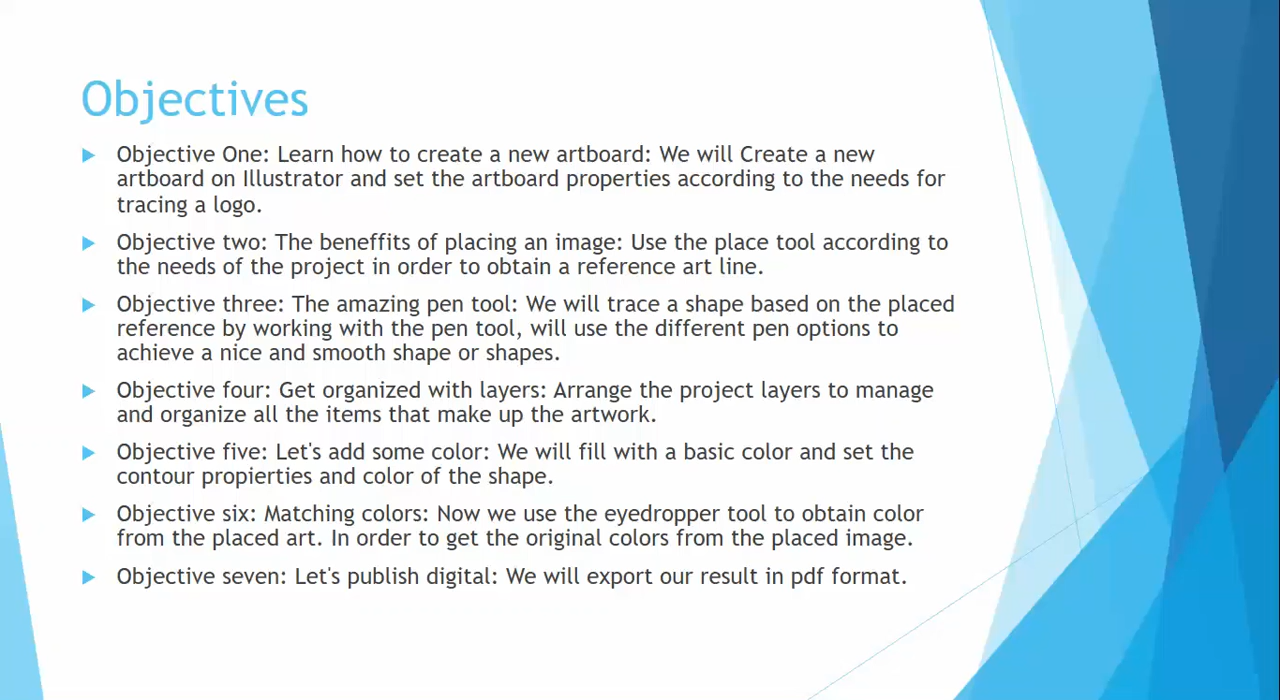 Objectives
Objective One: Learn how to create a new artboard: We will Create a new
artboard on Illustrator and set the artboard properties according to the needs for
tracing a logo.
Objective two: The beneffits of placing an image: Use the place tool according to
the needs of the project in order to obtain a reference art line.
Objective three: The amazing pen tool: We will trace a shape based on the placed
reference by working with the pen tool, will use the different pen options to
achieve a nice and smooth shape or shapes.
Objective four: Get organized with layers: Arrange the project layers to manage
and organize all the items that make up the artwork.
Objective five: Let's add some color: We will fill with a basic color and set the
contour propierties and color of the shape.
Objective six: Matching colors: Now we use the eyedropper tool to obtain color
from the placed art. In order to get the original colors from the placed image.
Objective seven: Let's publish digital: We will export our result in pdf format.